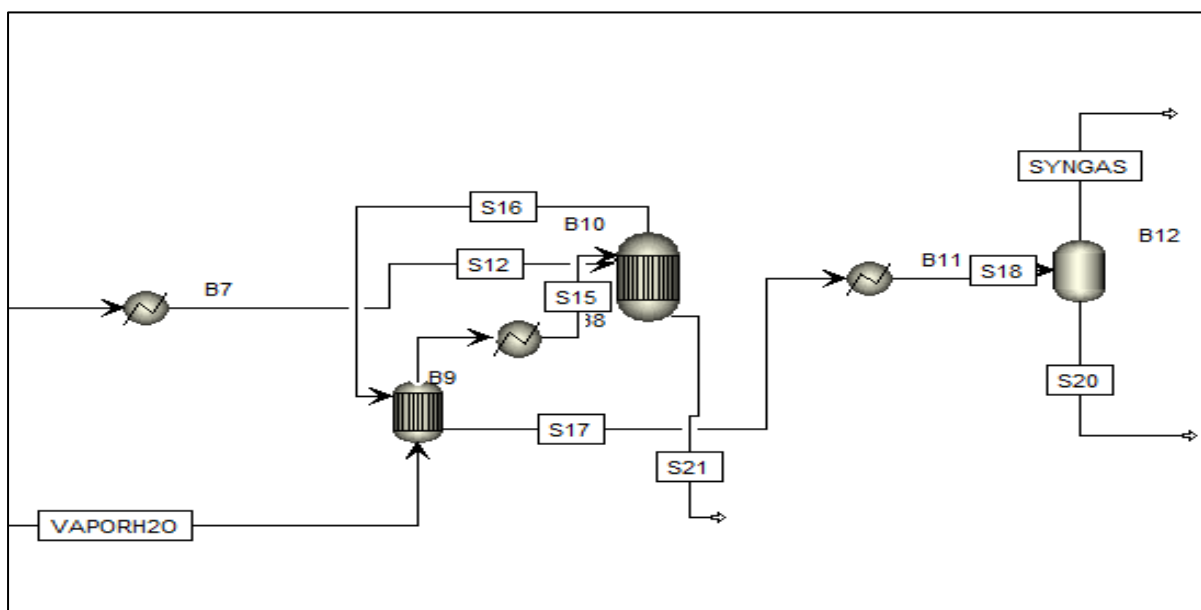 SYNGAS
S16
B10
B12
S12
B11
S18
B7
S15
B9
S20
S17
S21
VAPORH2O